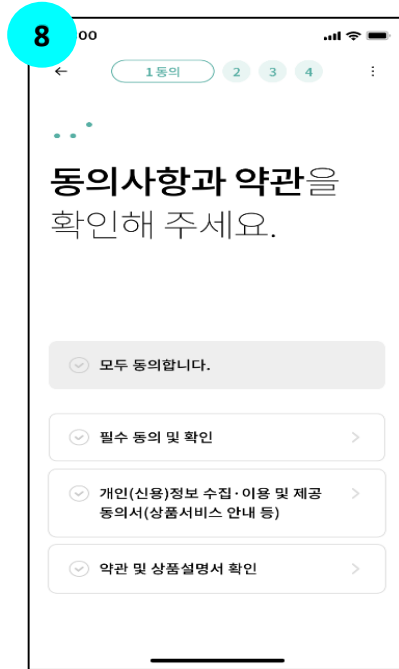 8
00
1 동의 2 3 4
동의사항과 약관을
확인해 주세요.
모두 동의합니다.
필수 동의 및 확인
개인(신용)정보 수집·이용 및 제공
동의서(상품서비스 안내 등)
약관 및 상품설명서 확인